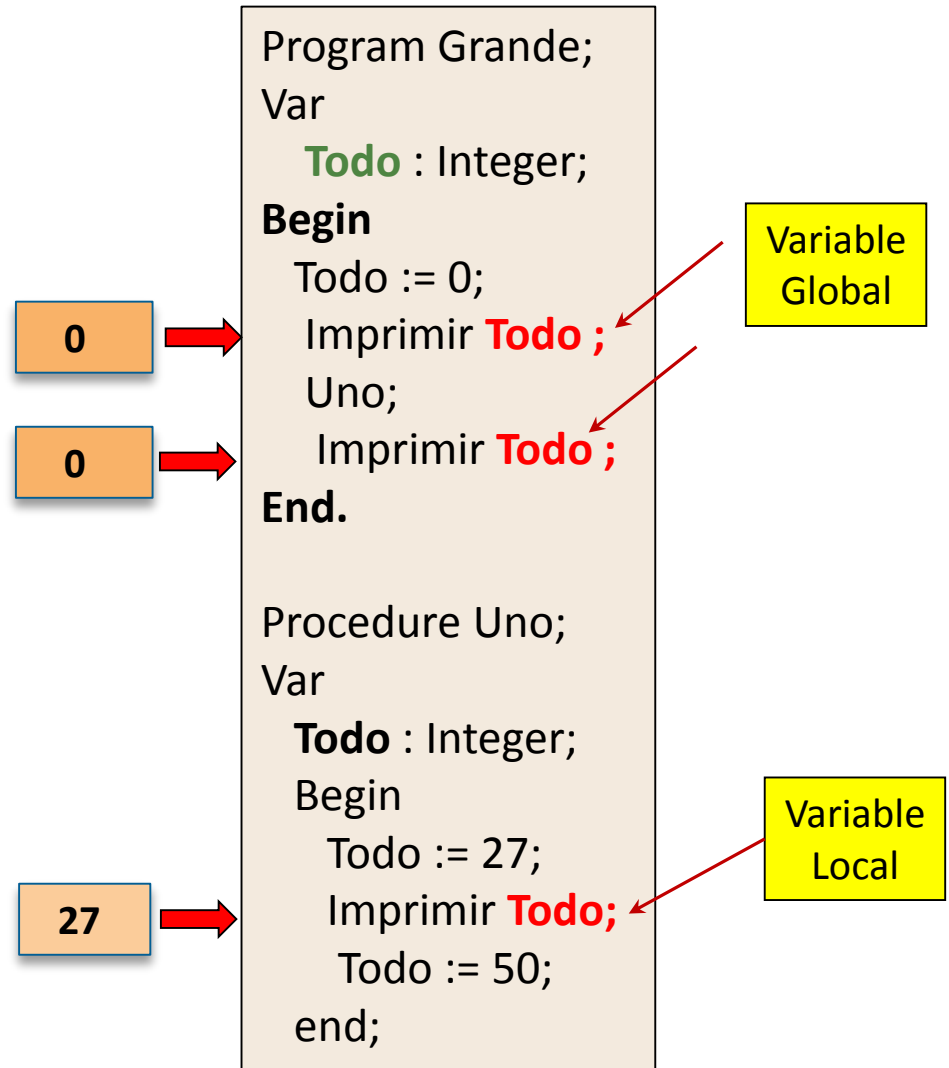 Program Grande;
Var
Todo : Integer;
Begin
Todo := 0;
Imprimir Todo ;
Uno;
Imprimir Todo ;
End.
Procedure Uno;
Var
Todo : Integer;
Begin
Todo := 27;
Imprimir Todo;
Todo := 50;
end;
0
0
27
Variable
Global
Variable
Local